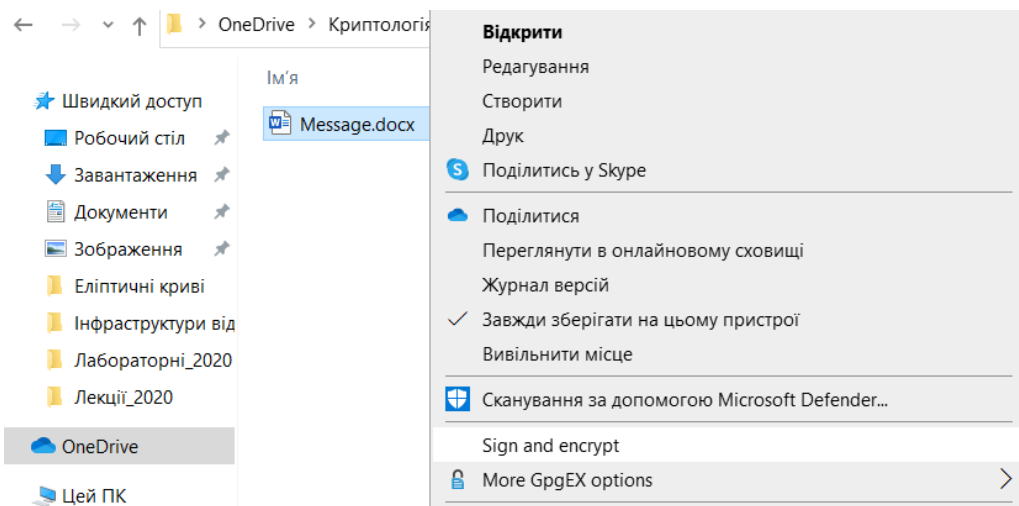 OneDrive > Криптологія
Ім'я
Швидкий доступ
Робочий стіл
Завантаження
Документи
Зображення
Еліптичні криві
Інфраструктури від
Лабораторні_2020
Лекції_2020
OneDrive
Цей ПК
Message.docx
Відкрити
Редагування
Створити
Друк
Поділитись у Skype
Поділитися
Переглянути в онлайновому сховищі
Журнал версій
Завжди зберігати на цьому пристрої
Вивільнити місце
Сканування за допомогою Microsoft Defender...
Sign and encrypt
More GpgEX options